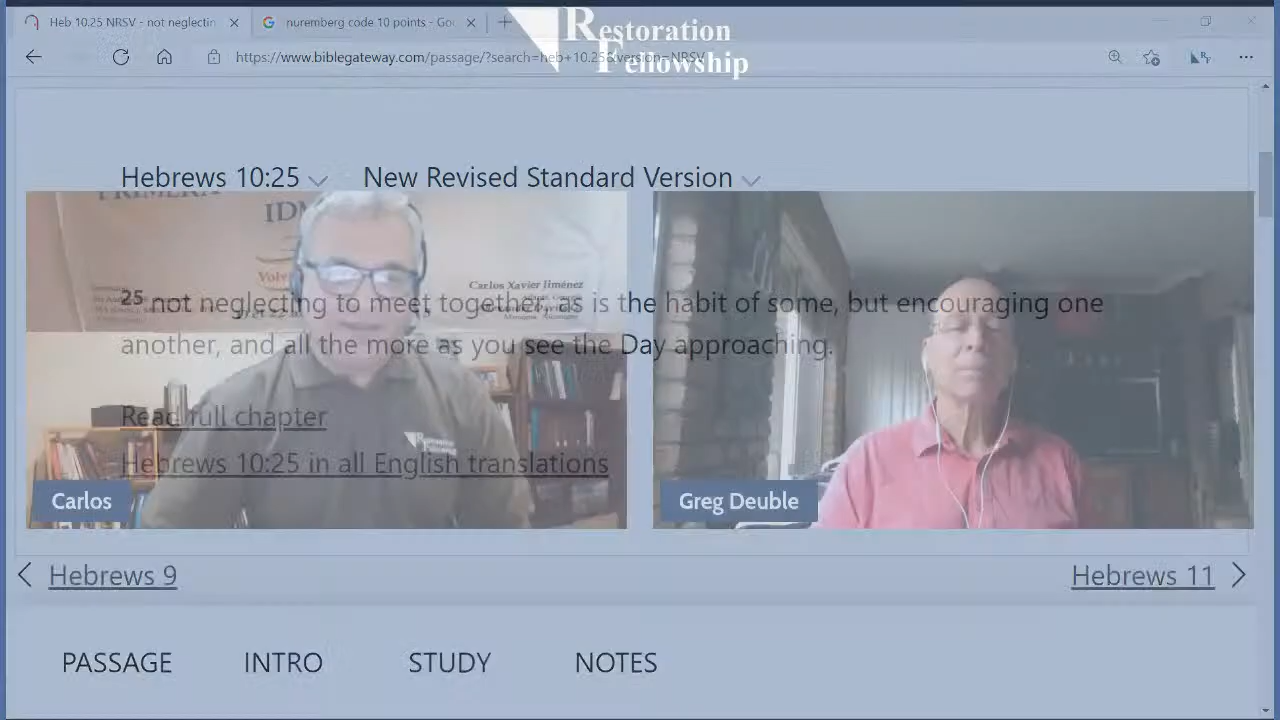 Heb 10.25 NRSV - not neglectin
nuremberg code 10 points - Go
Restoration
Fellowship
https://www.biblegateway.com/passage/?search=heb+10.25&version=NRSV
Hebrews 10:25
New Revised Standard Version
PRIMERA
Carlos Xavier Jiménez
25 not neglecting to meet together, as is the habit of some, but encouraging one
another, and all the more as you see the Day approaching.
Read full chapter
Hebrews 10:25 in all English translations
Carlos
Greg Deuble
Hebrews 9
Hebrews 11
PASSAGE
INTRO
STUDY
NOTES